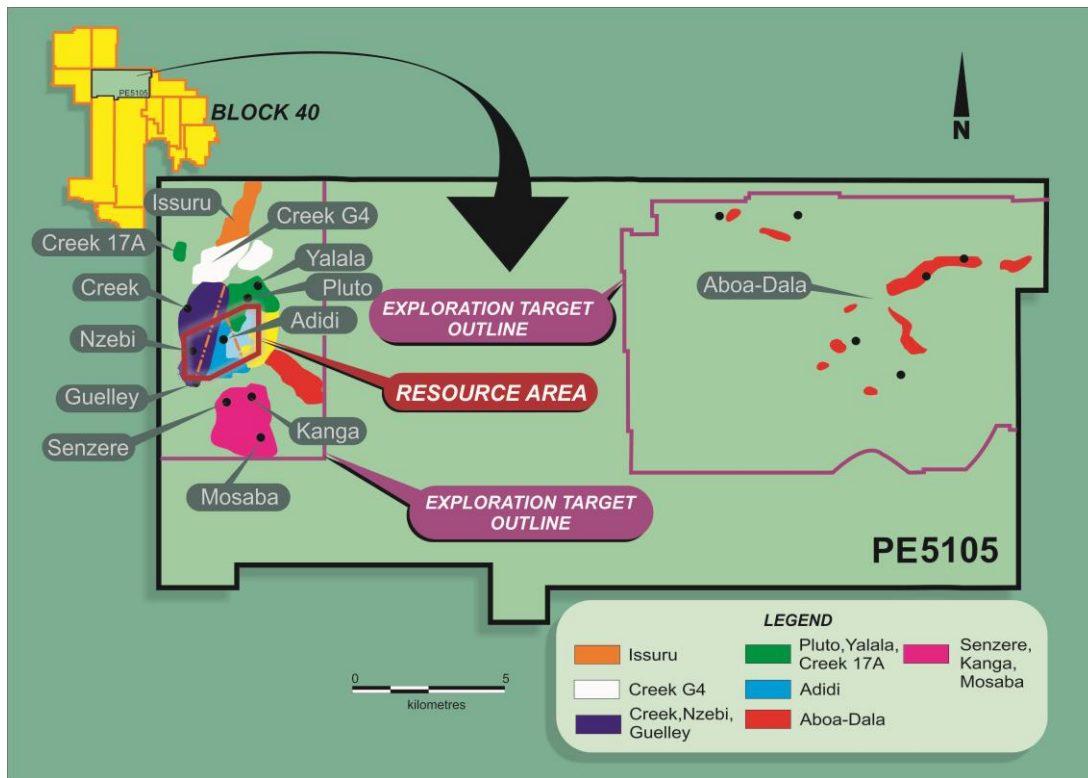 PE5105
BLOCK 40
N
Issuru
Creek G4
Creek 17A
Yalala
Creek
Pluto
Aboa-Dala
EXPLORATION TARGET
OUTLINE
Adidi
Nzebi
RESOURCE AREA
Guelley
Senzere
Kanga
Mosaba
EXPLORATION TARGET
OUTLINE
PE5105
LEGEND
Issuru
Creek G4
Creek,Nzebi,
Guelley
Pluto,Yalala,
Creek 17A
Adidi
Aboa-Dala
Senzere,
Kanga,
Mosaba
0 5
kilometres